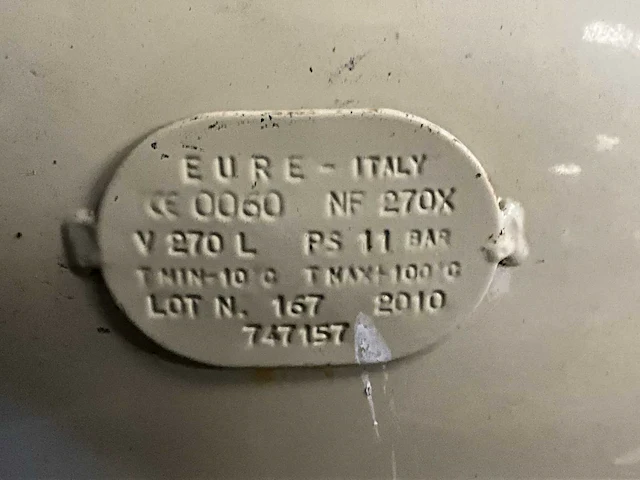 EURE - ITALY
CE 0060 NF 270X
V 270 L PS 11 BAR
T MIN-10°C T MAX+100°C
LOT N. 167 2010
747157